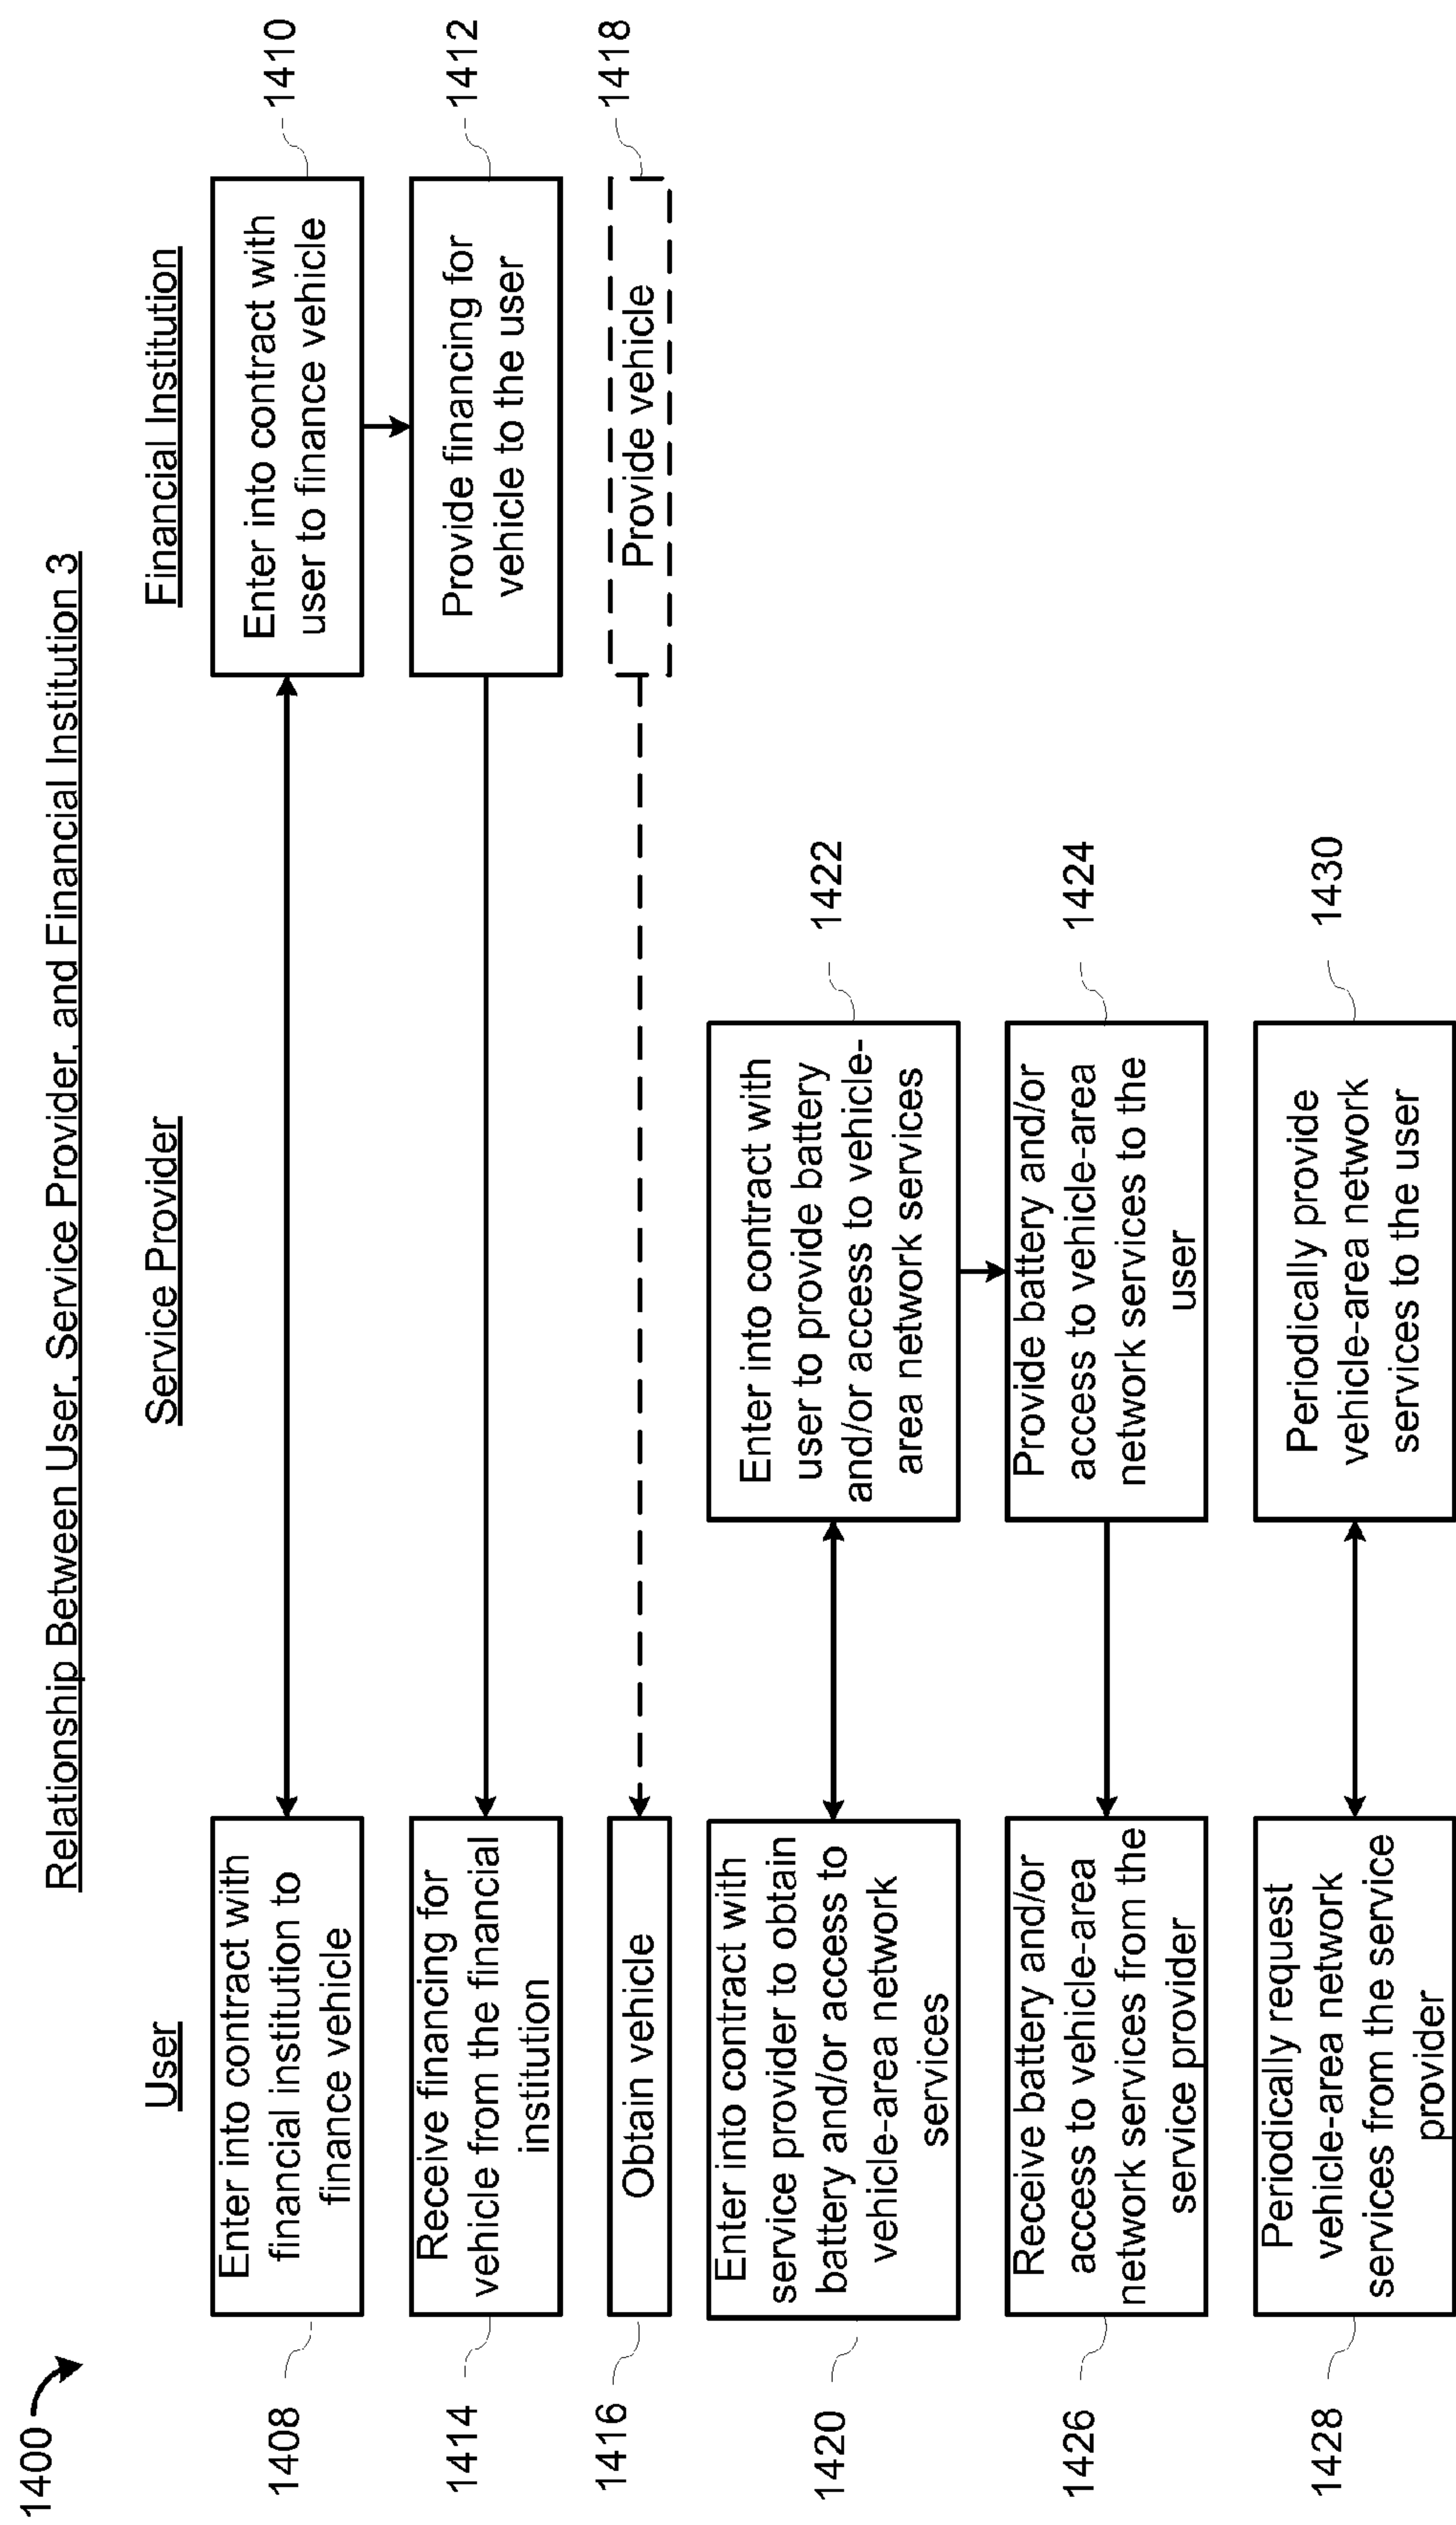 1400
Relationship Between User, Service Provider, and Financial Institution 3
User
Service Provider
Financial Institution
1408
Enter into contract with
financial institution to
finance vehicle
Enter into contract with
user to finance vehicle
1410
1414
Receive financing for
vehicle from the financial
institution
Provide financing for
vehicle to the user
1412
1416
Obtain vehicle
Provide vehicle
1418
1420
Enter into contract with
service provider to obtain
battery and/or access to
vehicle-area network
services
Enter into contract with
user to provide battery
and/or access to vehicle-
area network services
1422
1426
Receive battery and/or
access to vehicle-area
network services from the
service provider
Provide battery and/or
access to vehicle-area
network services to the
user
1424
1428
Periodically request
vehicle-area network
services from the service
provider
Periodically provide
vehicle-area network
services to the user
1430